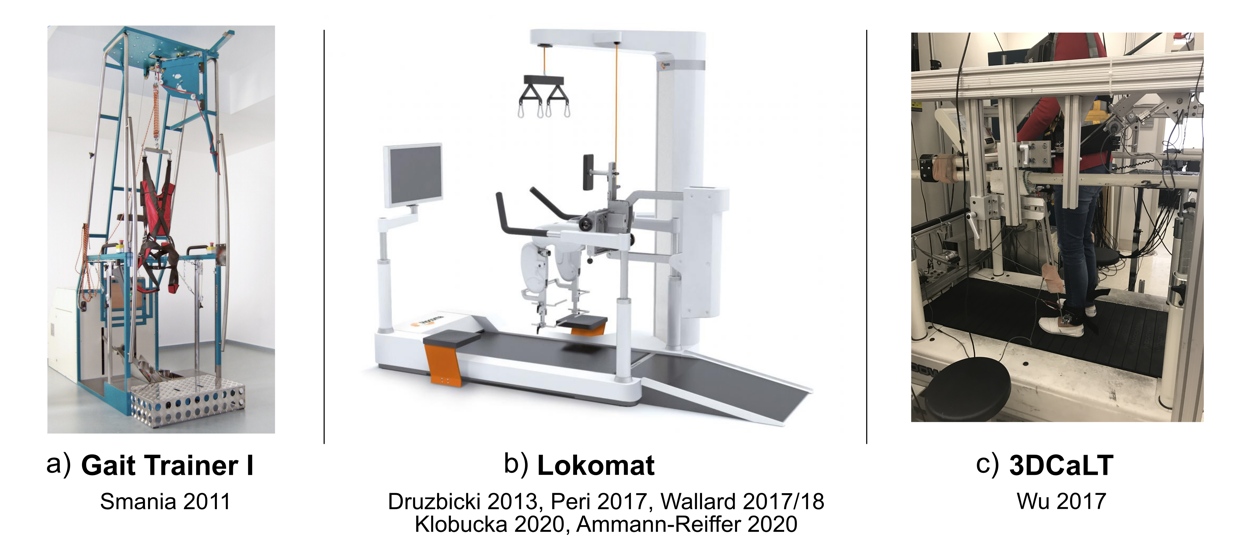 a) Gait Trainer I
Smania 2011
b) Lokomat
Druzbicki 2013, Peri 2017, Wallard 2017/18
Klobucka 2020, Ammann-Reiffer 2020
c) 3DCaLT
Wu 2017